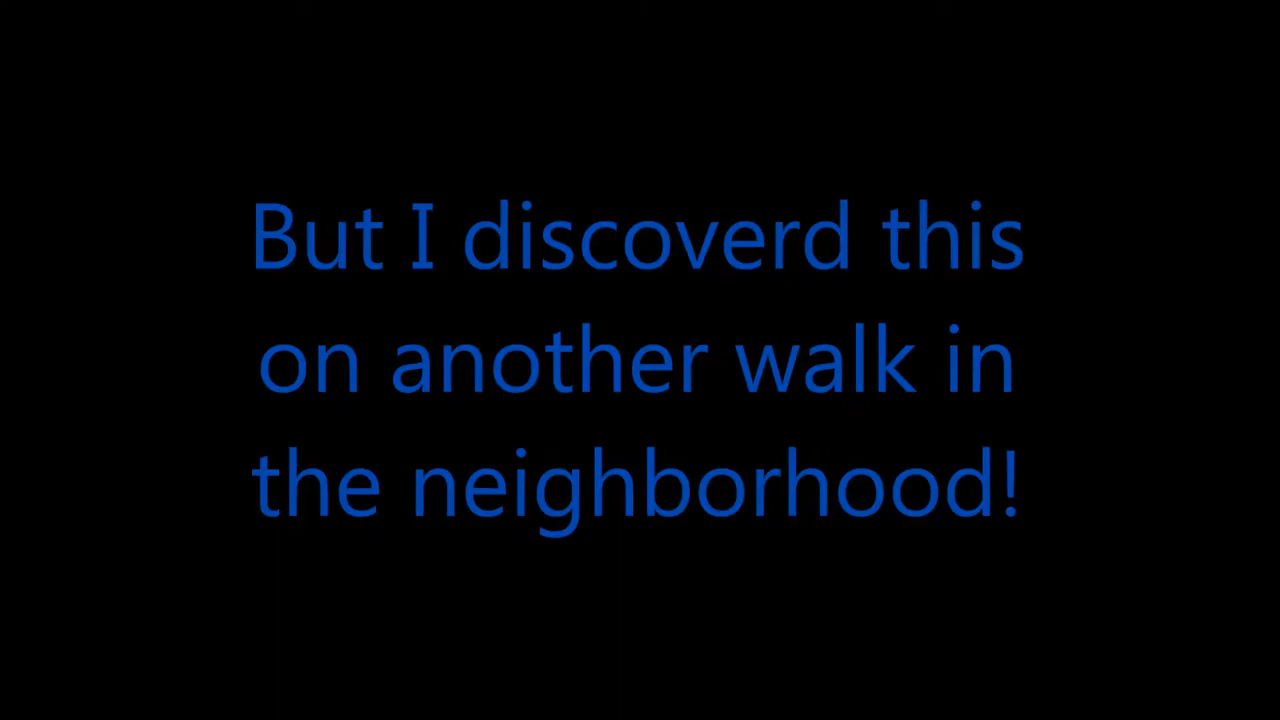 But I discoverd this
on another walk in
the neighborhood!